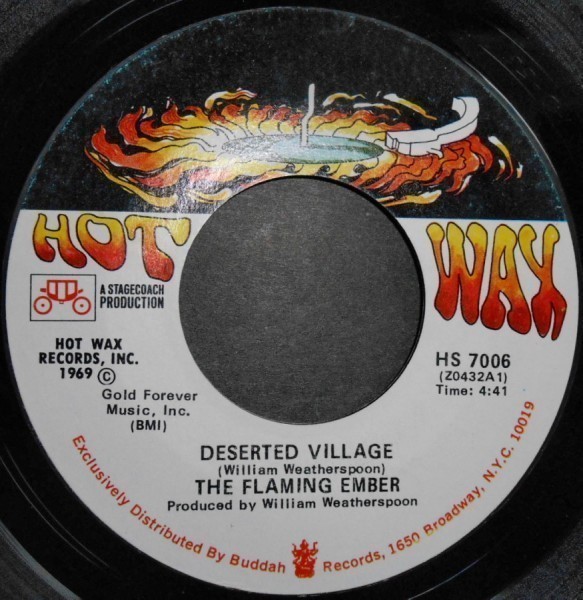 HOT WAX
A STAGECOACH
PRODUCTION
HOT WAX
RECORDS, INC.
1969 ©
Gold Forever
Music, Inc.
(BMI)
HS 7006
(Z0432A1)
Time: 4:41
DESERTED VILLAGE
(William Weatherspoon)
THE FLAMING EMBER
Produced by William Weatherspoon
Exclusively Distributed By Buddah Records, 1650 Broadway, N.Y.C. 10019